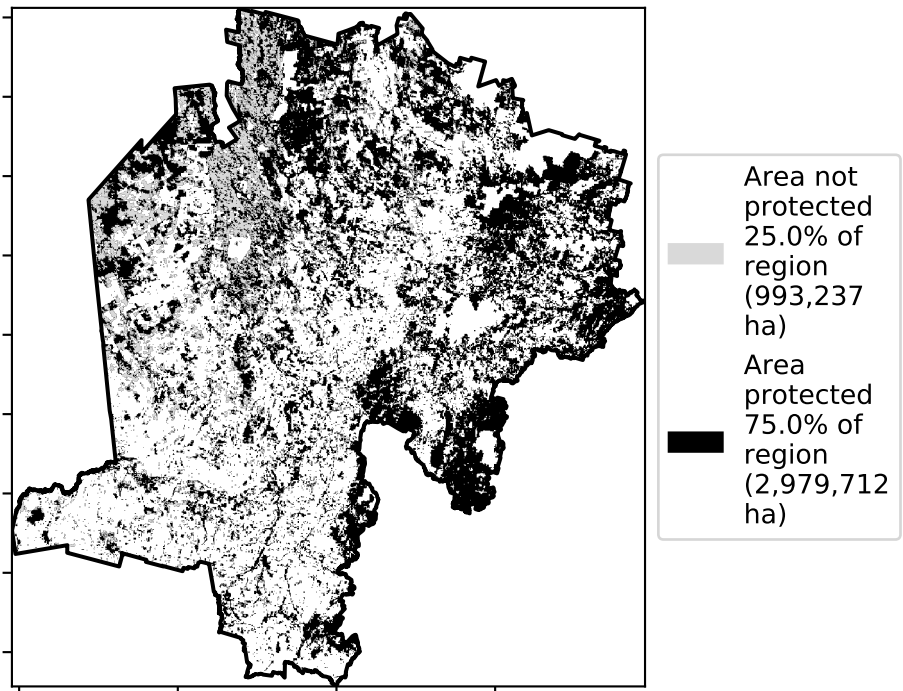 Area not
protected
25.0% of
region
(993,237
ha)
Area
protected
75.0% of
region
(2,979,712
ha)